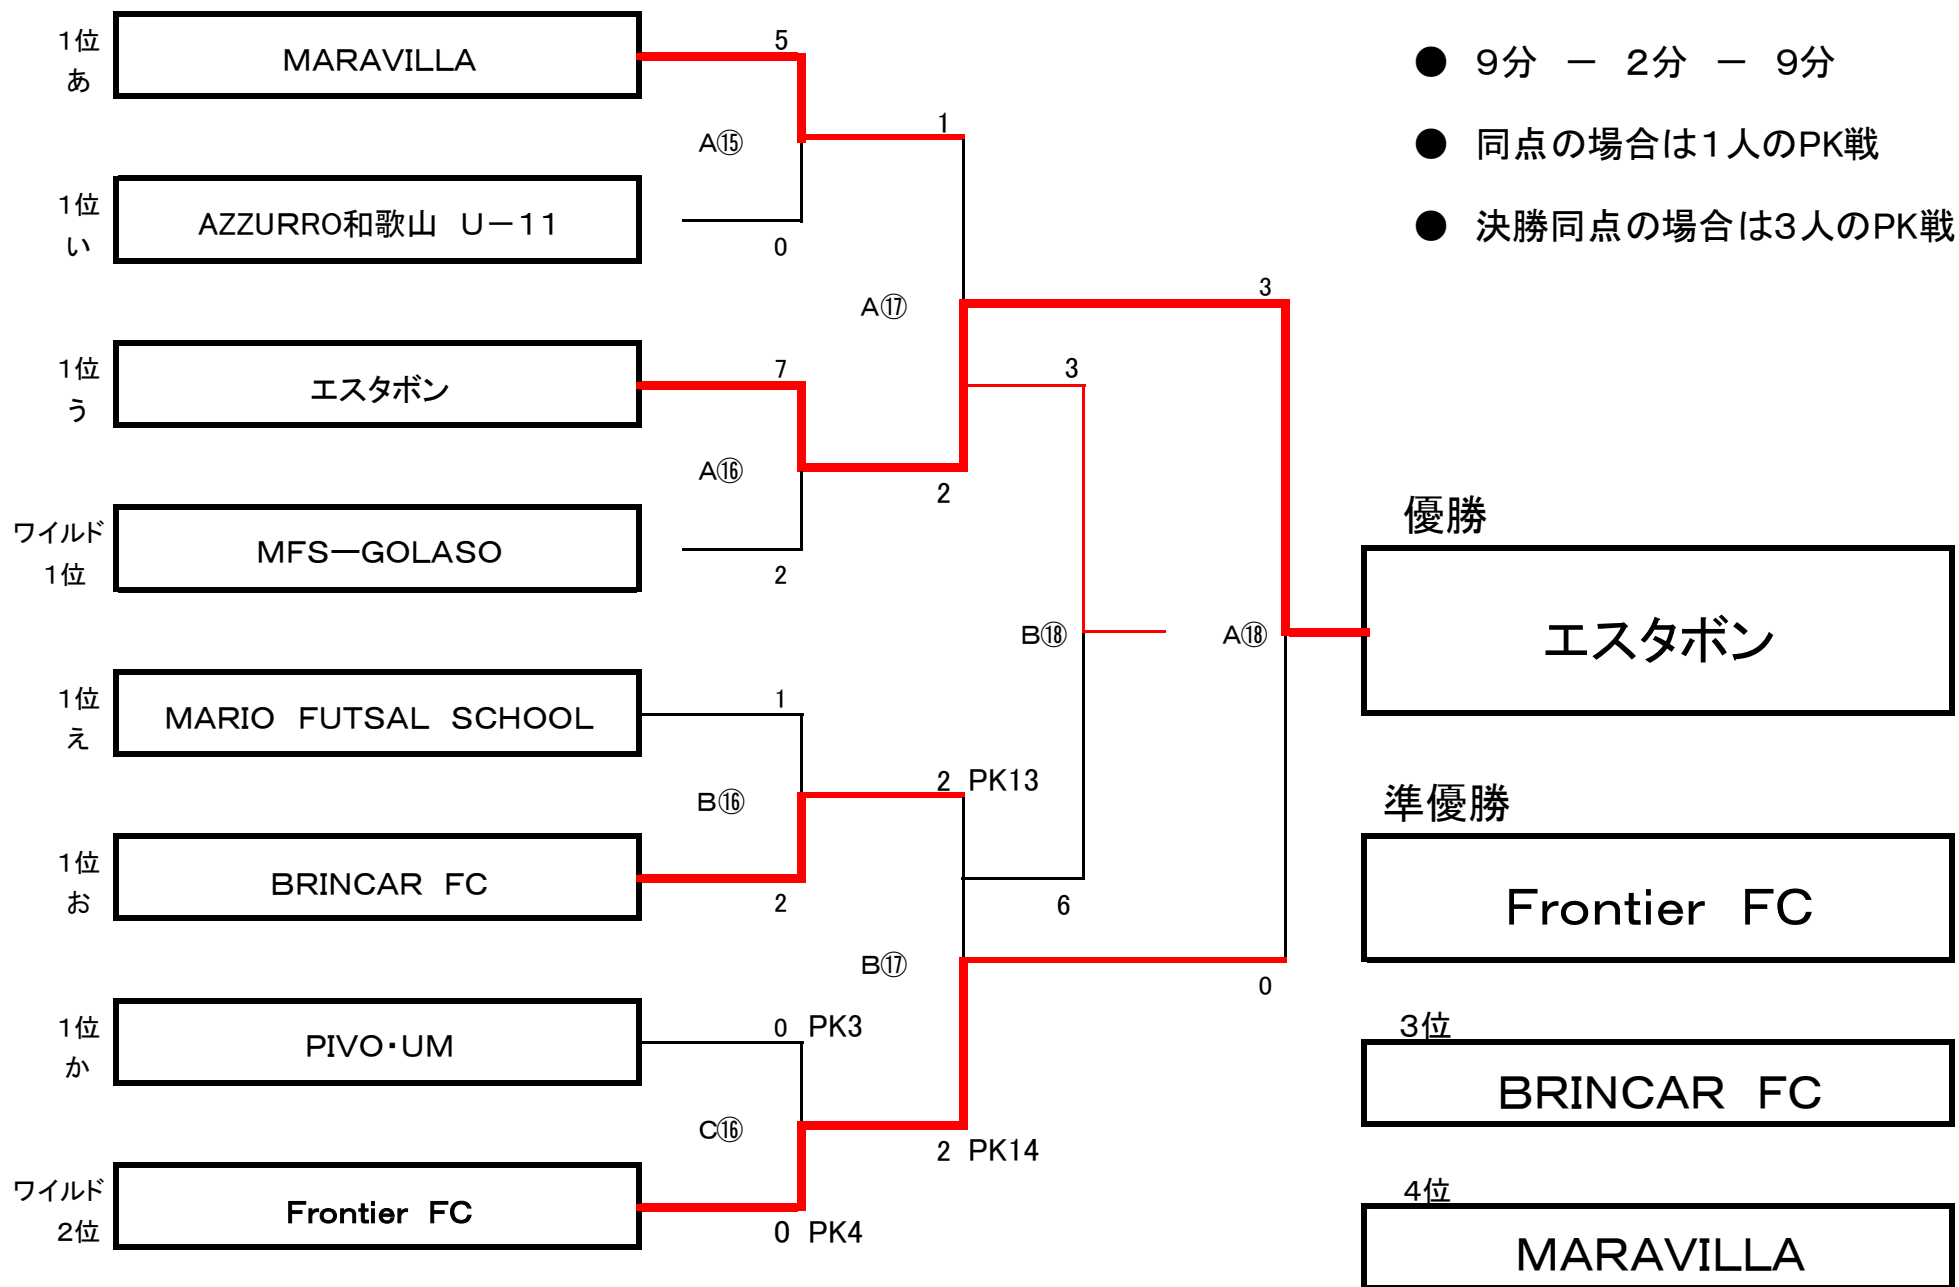 1位
あ
MARAVILLA
5
A⑮
1位
い
AZZURRO和歌山　U－11
0
1
A⑰
1位
う
エスタボン
7
A⑯
2
ワイルド
1位
MFS－GOLASO
2
3
3
B⑱
A⑱
1位
え
MARIO　FUTSAL　SCHOOL
1
B⑯
2 PK13
1位
お
BRINCAR　FC
2
6
B⑰
0
1位
か
PIVO・UM
0 PK3
C⑯
2 PK14
ワイルド
2位
Frontier　FC
0 PK4
●　9分　－　2分　－　9分
●　同点の場合は1人のPK戦
●　決勝同点の場合は3人のPK戦
優勝
エスタボン
準優勝
Frontier　FC
3位
BRINCAR　FC
4位
MARAVILLA